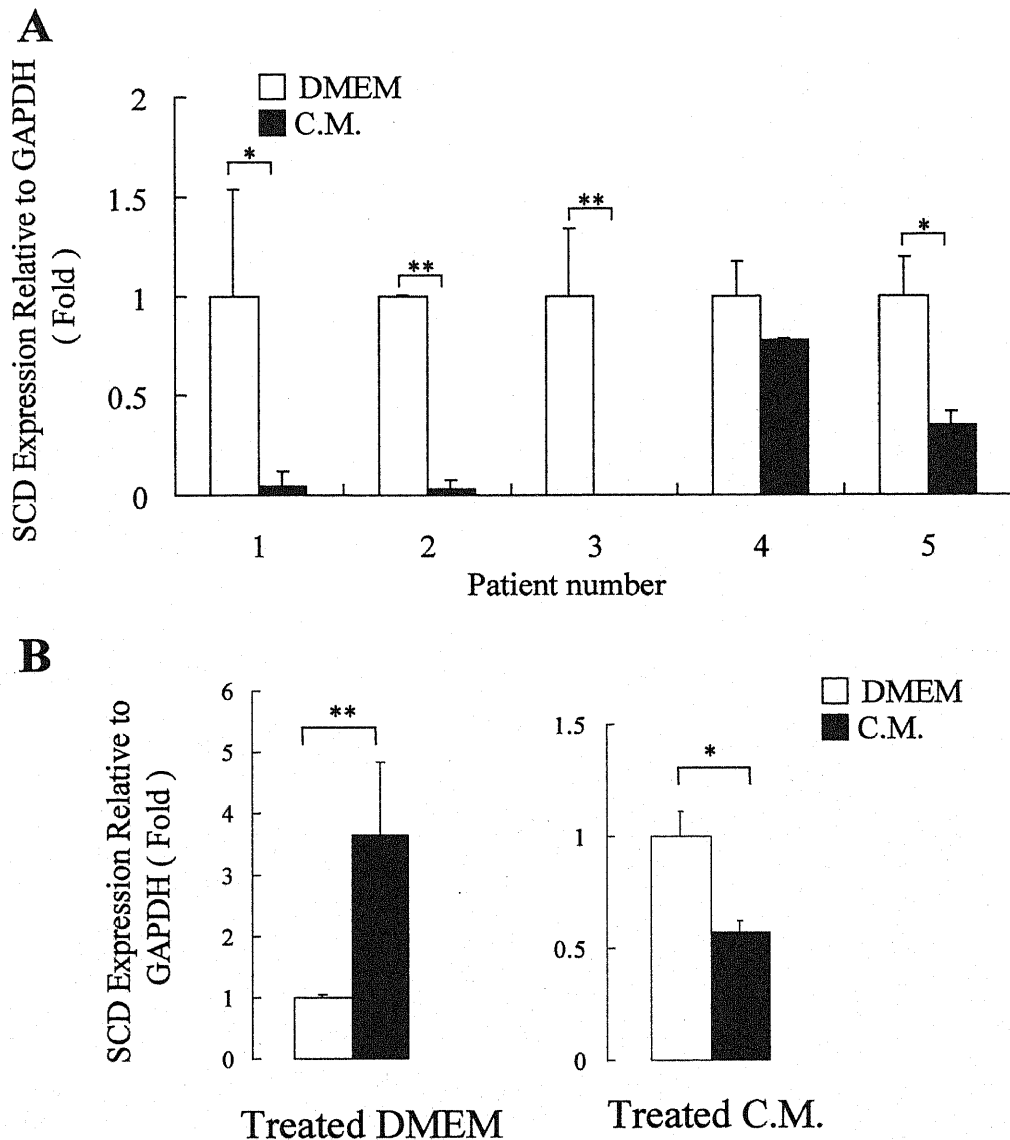 A
SCD Expression Relative to GAPDH
( Fold )
DMEM
C.M.
2
1.5
1
0.5
0
*
**
**
*
1
2
3
4
5
Patient number
B
SCD Expression Relative to
GAPDH ( Fold )
6
5
4
3
2
1
0
**
Treated DMEM
DMEM
C.M.
1.5
1
0.5
0
*
Treated C.M.